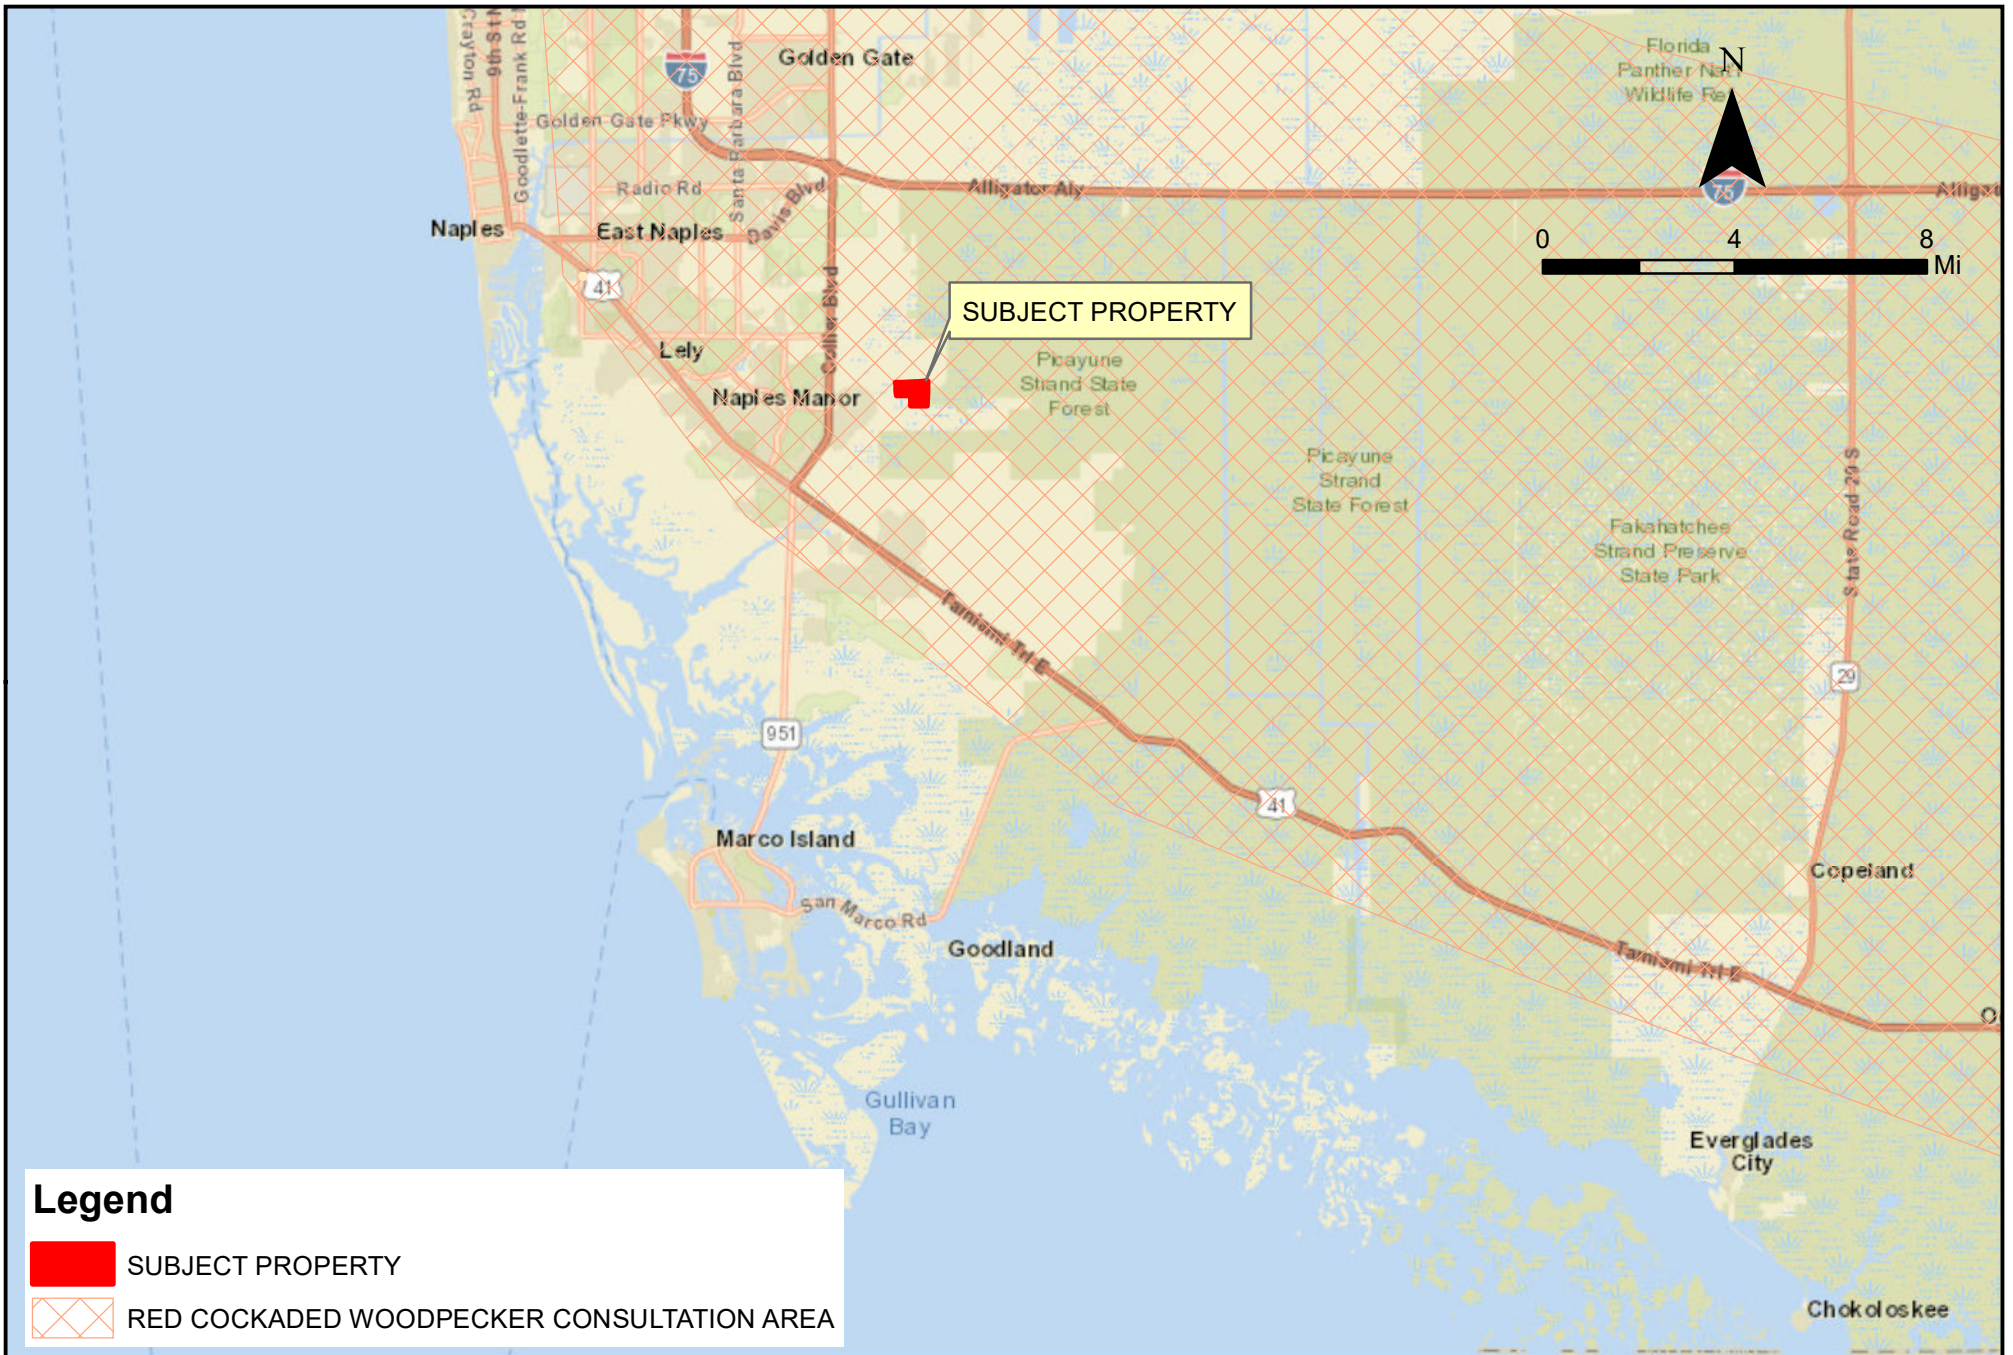 Crayton Rd
9th St N
Goodlette-Frank Rd
75
Santa Barbara Blvd
Golden Gate
Florida
Panther Nat'l
Wildlife Ref
N
Golden Gate Pkwy
Radio Rd
Davis Blvd
Alligator Aly
75
Naples
East Naples
0 4 8
Mi
41
Collier Blvd
SUBJECT PROPERTY
Lely
Naples Manor
Picayune
Strand State
Forest
Picayune
Strand
State Forest
Fakahatchee
Strand Preserve
State Park
State Road 29 S
Tamiami Trl E
29
951
41
Marco Island
Copeland
San Marco Rd
Goodland
Tamiami Trl E
Gullivan
Bay
Everglades
City
Chokoloskee
Legend
SUBJECT PROPERTY
RED COCKADED WOODPECKER CONSULTATION AREA